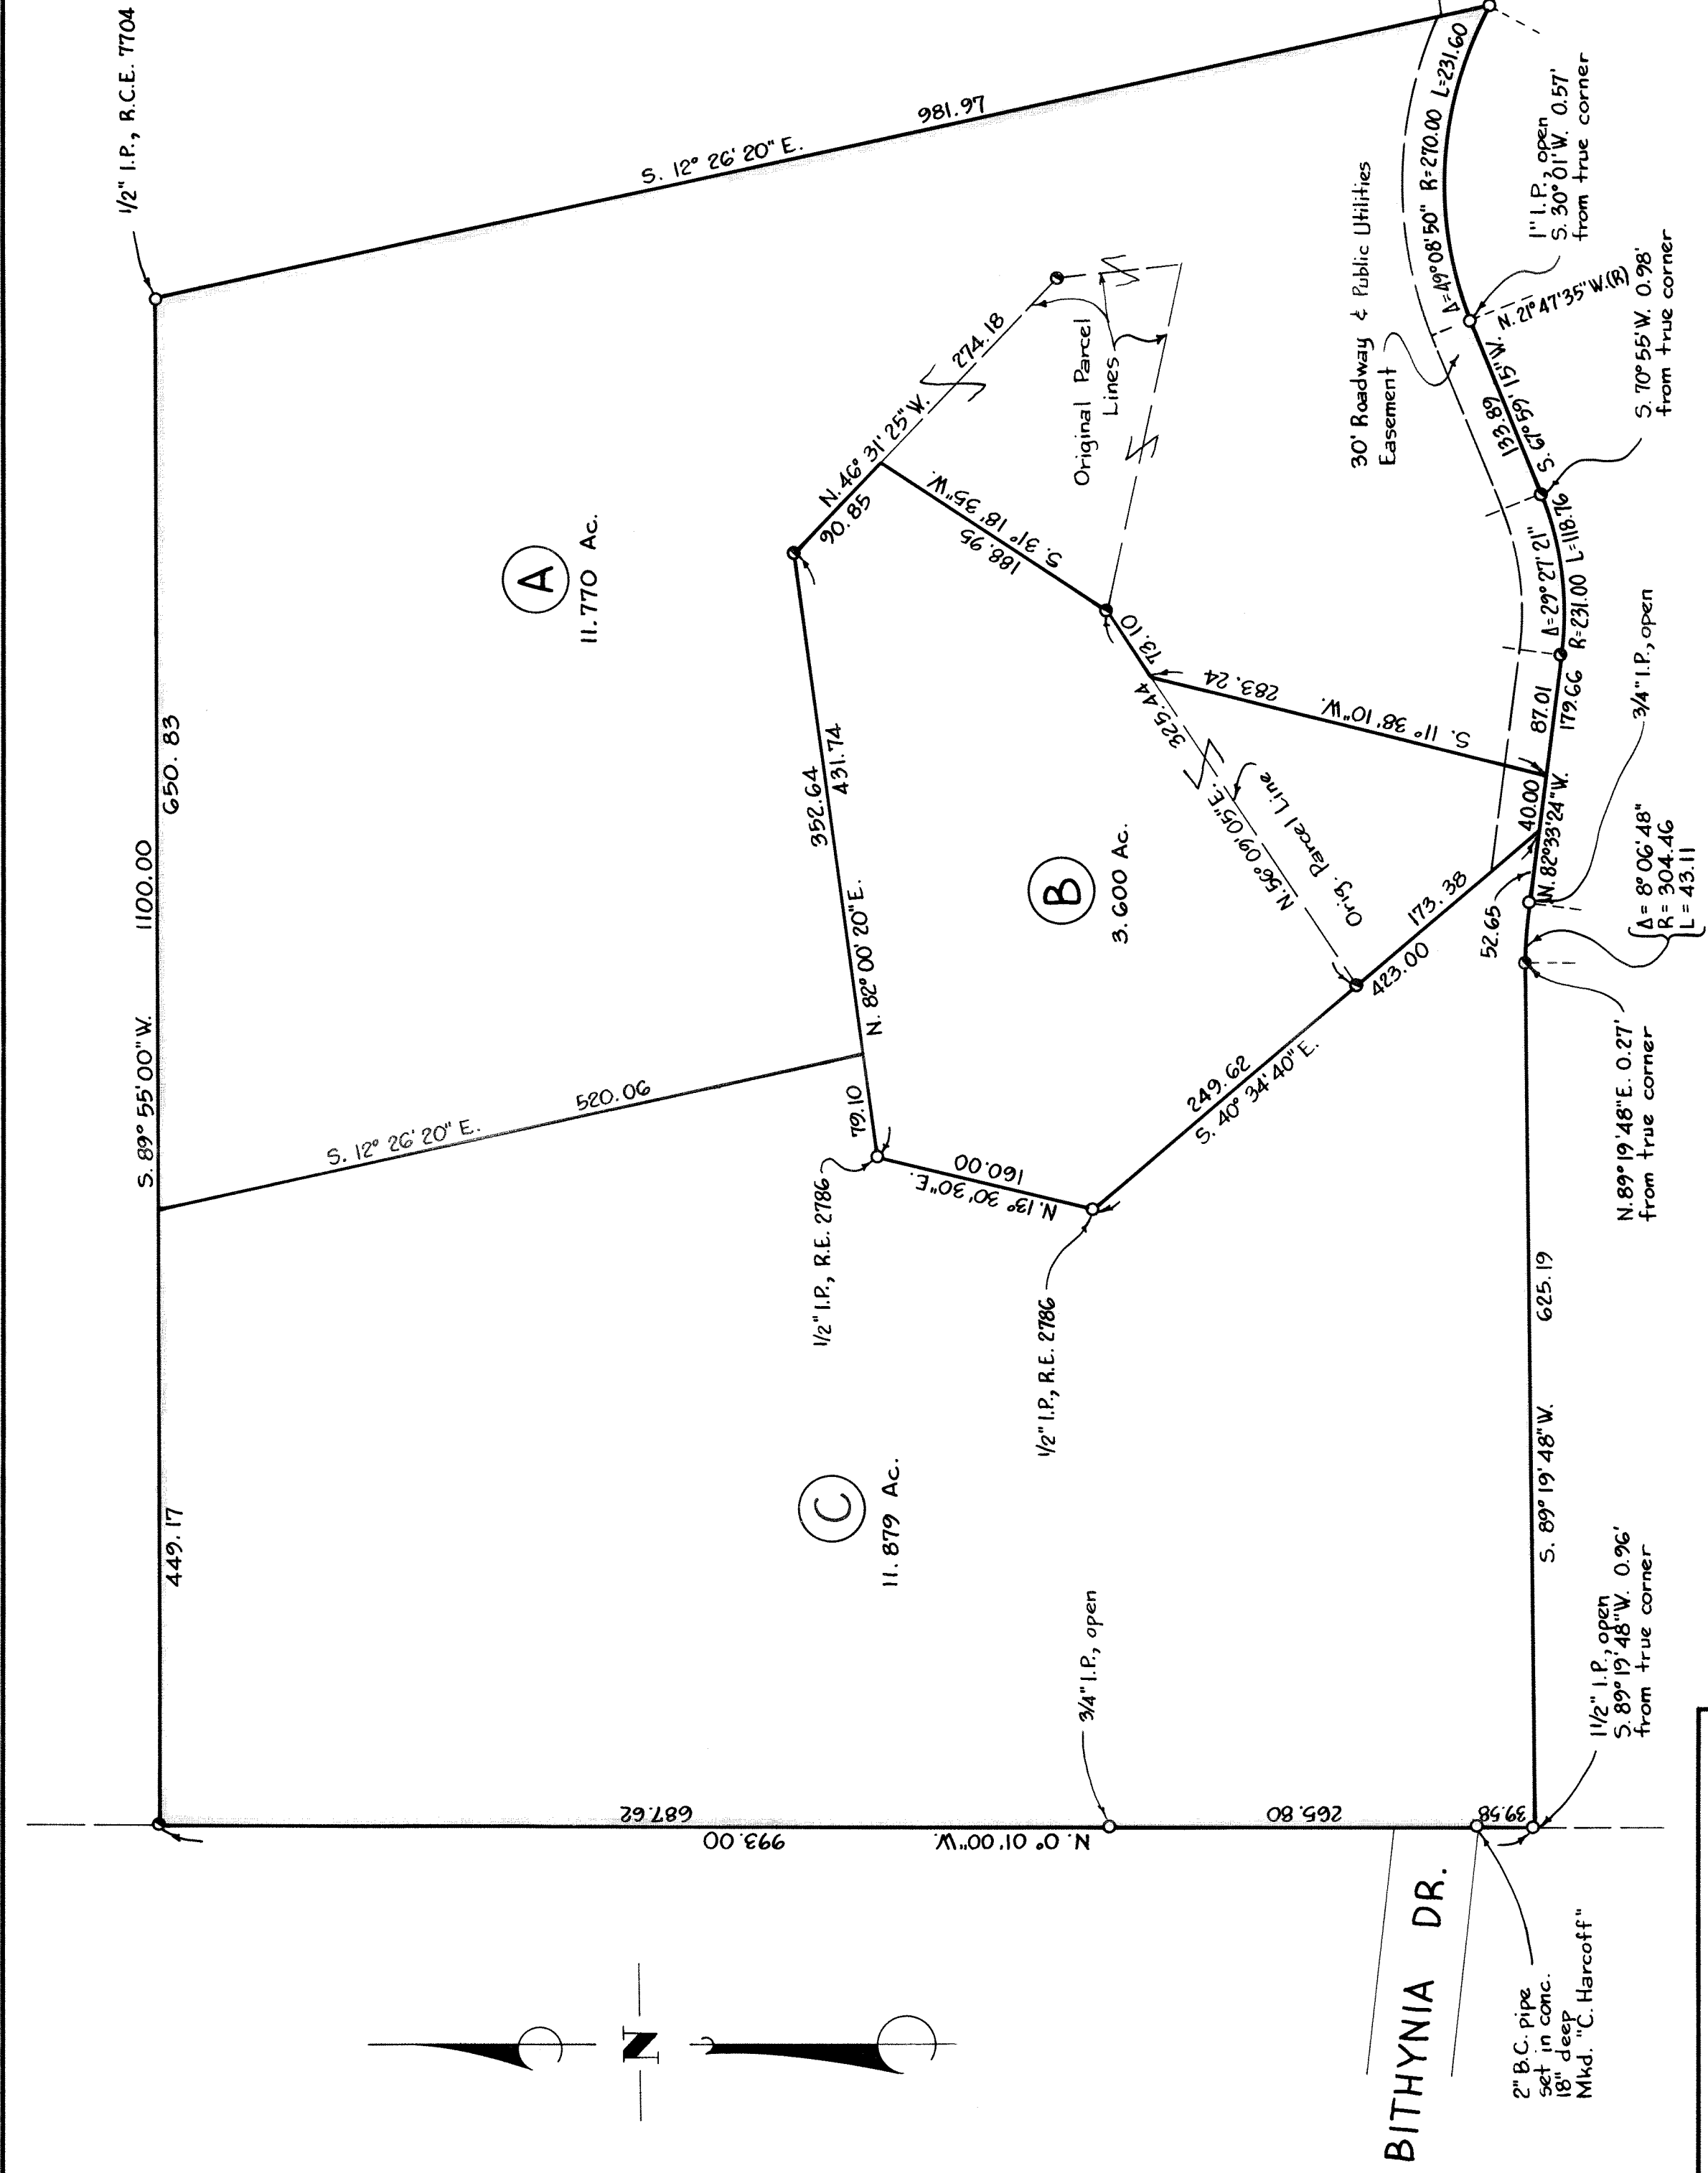 1/2" I.P., R.C.E. 7704
S. 89° 55' 00" W.
1100.00
449.17
650.83
S. 12° 26' 20" E.
981.97
S. 12° 26' 20" E.
520.06
A
11.770 Ac.
N. 82° 00' 20" E.
352.64
431.74
79.10
N. 46° 31' 25" W.
90.85
274.18
S. 31° 18' 35" W.
188.95
Original Parcel
Lines
1/2" I.P., R.E. 2786
N. 13° 30' 30" E.
160.00
1/2" I.P., R.E. 2786
B
3.600 Ac.
73.10
325.44
N. 56° 09' 05" E.
Orig. Parcel Line
S. 11° 38' 10" W.
283.24
249.62
S. 40° 34' 40" E.
423.00
173.38
C
11.879 Ac.
30' Roadway & Public Utilities
Easement
Δ=49°08'50" R=270.00 L=231.60
1" I.P., open
S. 30° 01' W. 0.57'
from true corner
N. 21° 47' 35" W. (R)
S. 67° 59' 15" W.
133.89
S. 70° 55' W. 0.98'
from true corner
Δ=29° 27' 21"
R=231.00 L=118.76
87.01
179.66
40.00
N. 82° 33' 24" W.
52.65
3/4" I.P., open
Δ = 8° 06' 48"
R = 304.46
L = 43.11
N. 89° 19' 48" E. 0.27'
from true corner
S. 89° 19' 48" W.
625.19
1 1/2" I.P., open
S. 89° 19' 48" W. 0.96'
from true corner
3/4" I.P., open
687.62
993.00
N. 0° 01' 00" W.
265.80
39.58
N
BITHYNIA DR.
2" B.C. pipe
set in conc.
18" deep
Mkd. "C. Harcoff"